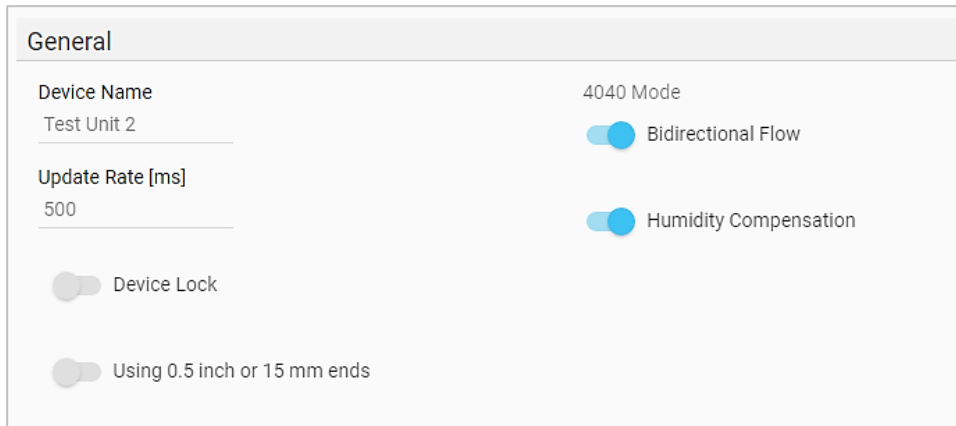 General
Device Name
Test Unit 2
Update Rate [ms]
500
Device Lock
Using 0.5 inch or 15 mm ends
4040 Mode
Bidirectional Flow
Humidity Compensation